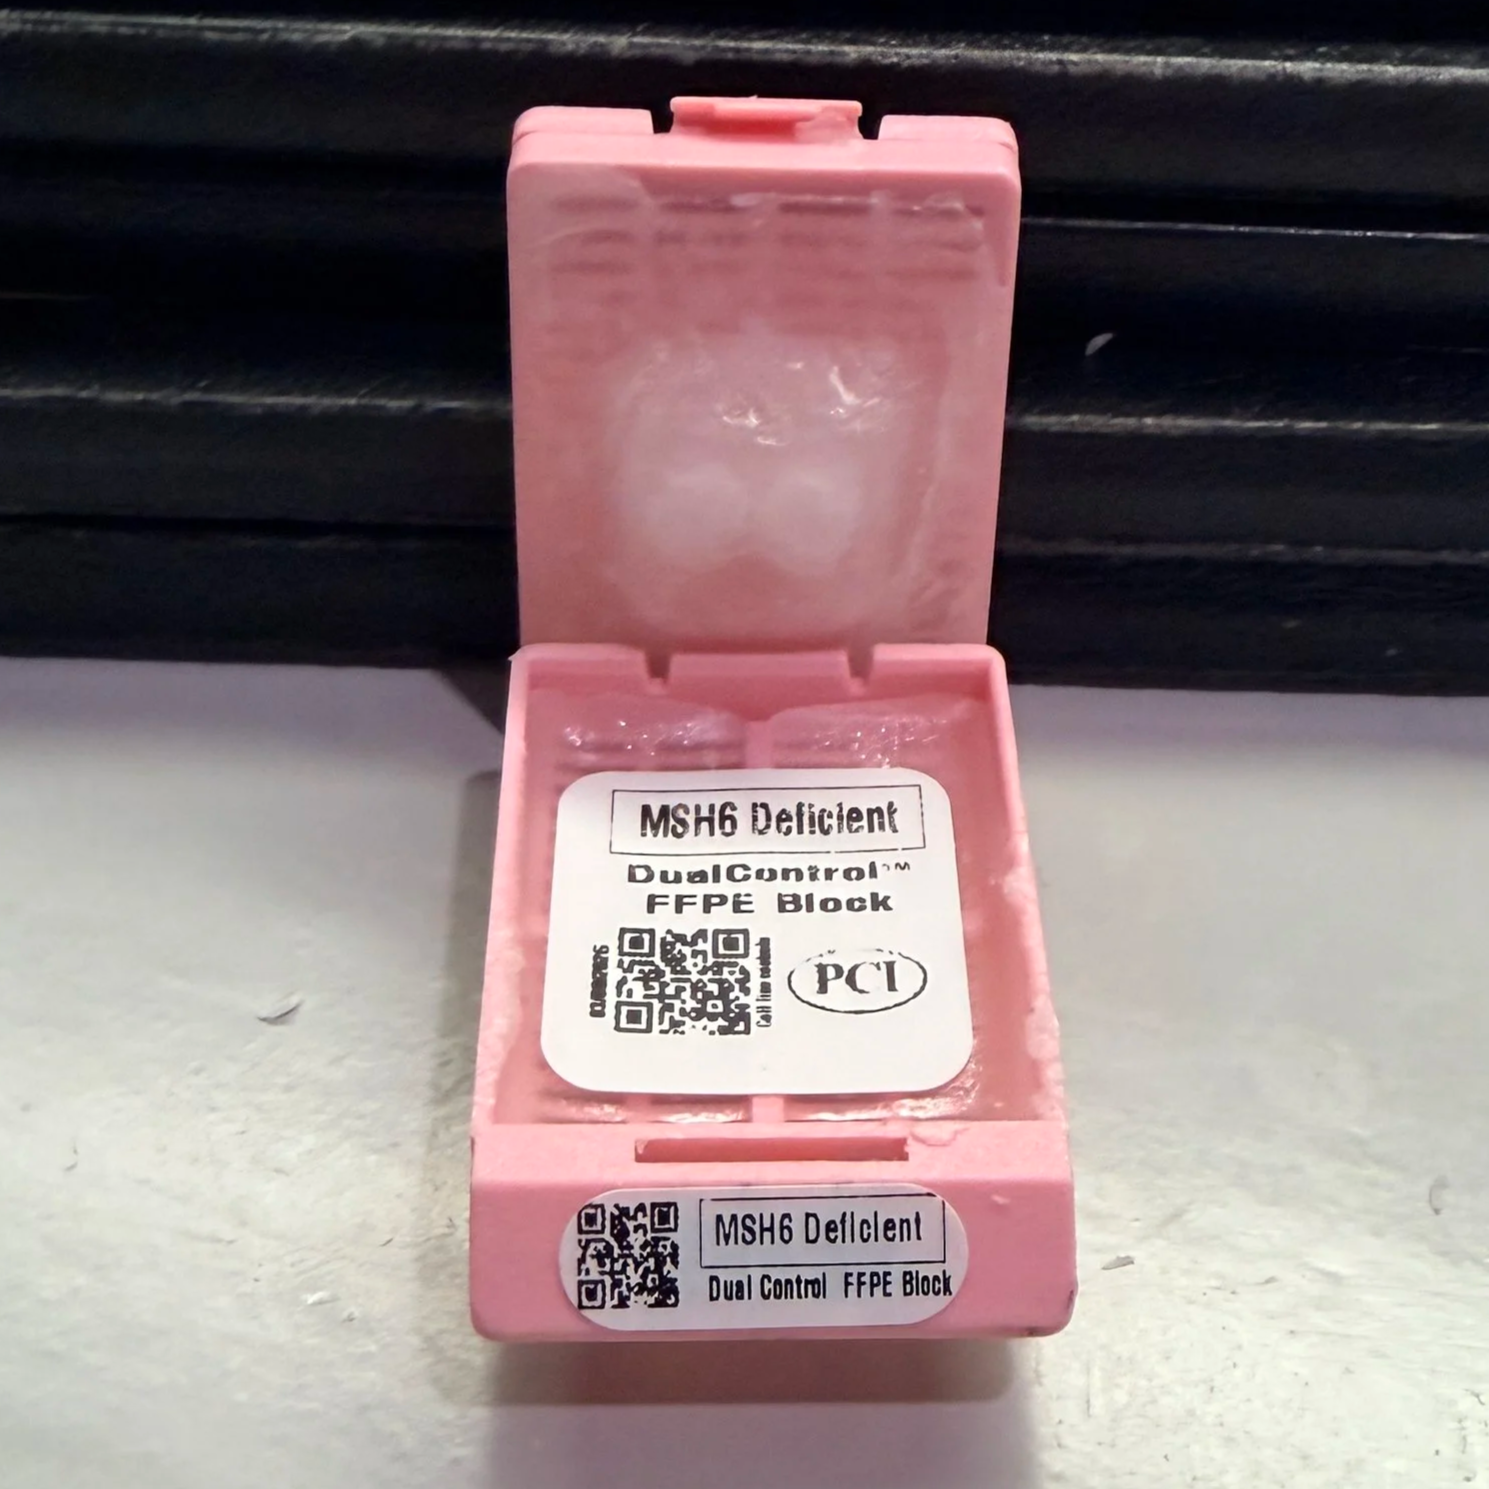 MSH6 Deficient
DualControl™
FFPE Block
PCI
MSH6 Deficient
Dual Control FFPE Block